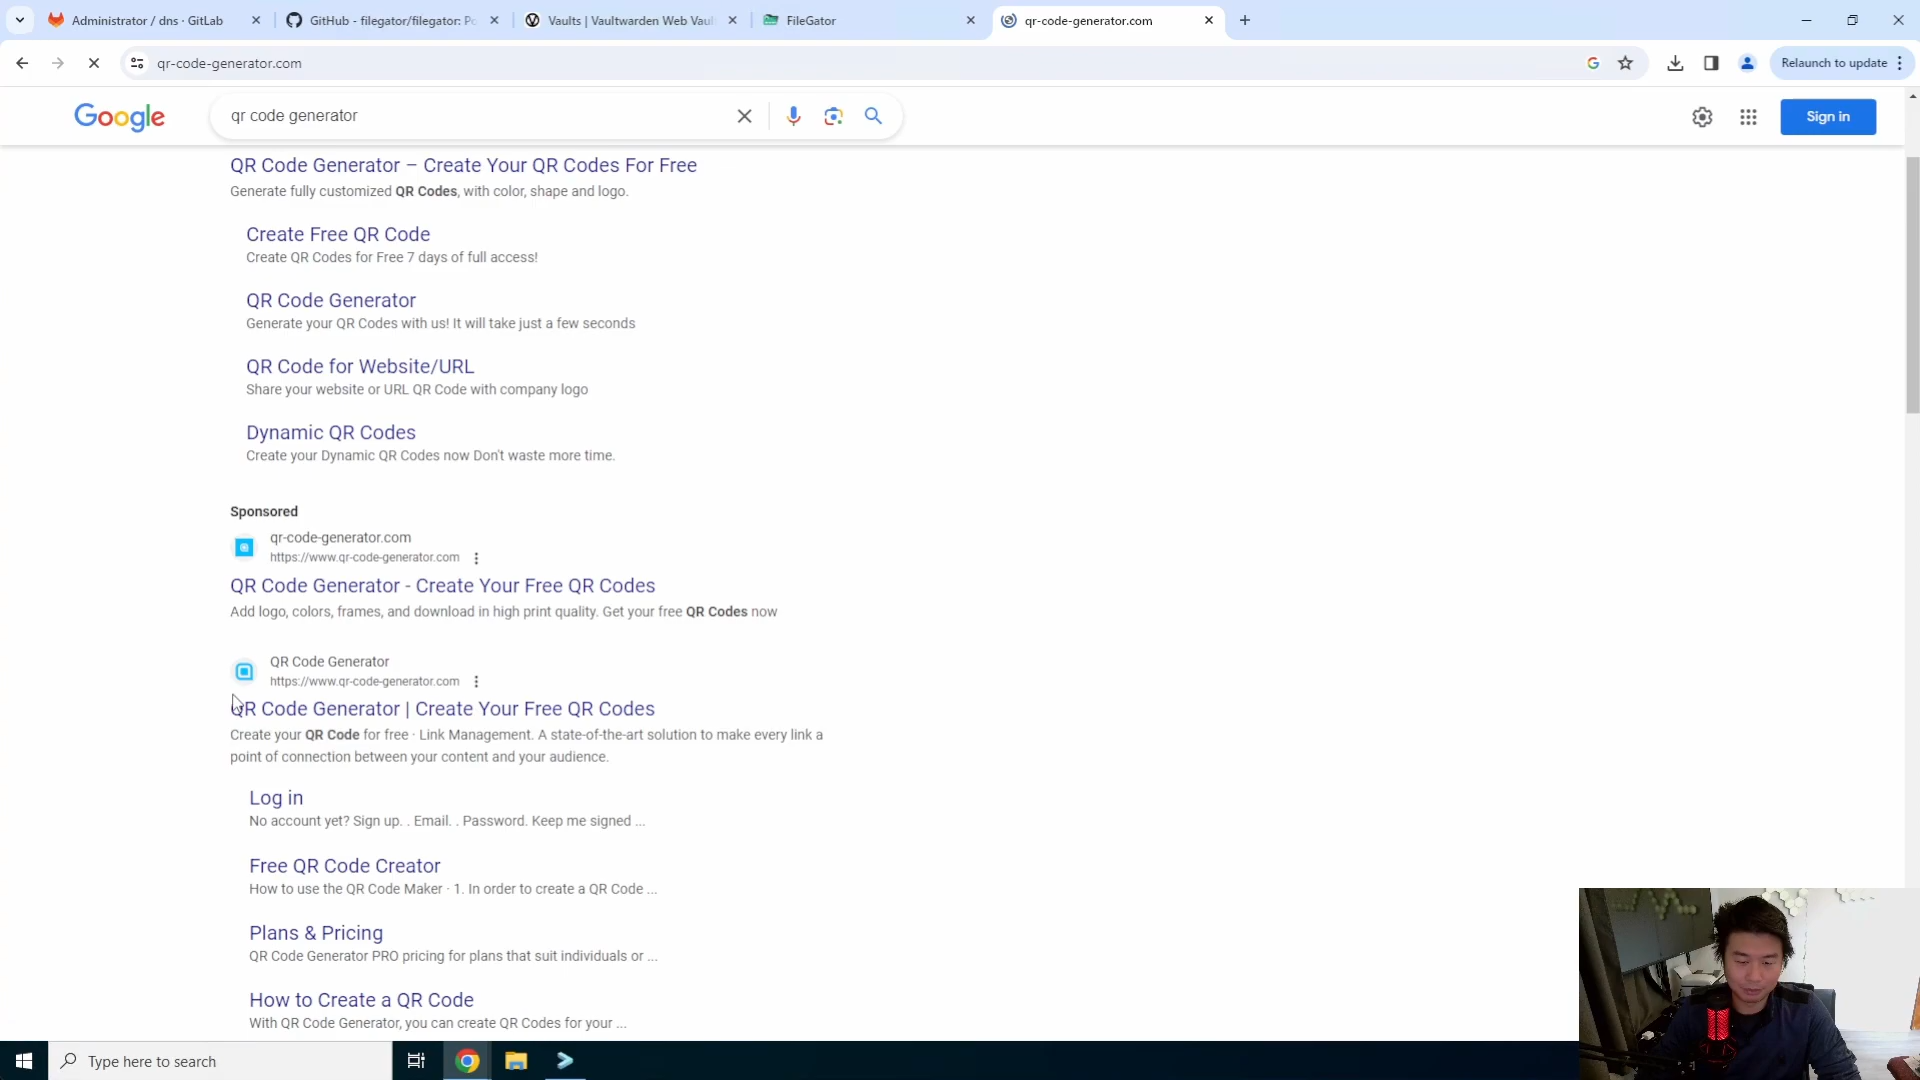 Administrator / dns · GitLab
GitHub - filegator/filegator: Po
Vaults | Vaultwarden Web Vaul
FileGator
qr-code-generator.com
qr-code-generator.com
Relaunch to update
Google
qr code generator
Sign in
QR Code Generator – Create Your QR Codes For Free
Generate fully customized QR Codes, with color, shape and logo.
Create Free QR Code
Create QR Codes for Free 7 days of full access!
QR Code Generator
Generate your QR Codes with us! It will take just a few seconds
QR Code for Website/URL
Share your website or URL QR Code with company logo
Dynamic QR Codes
Create your Dynamic QR Codes now Don't waste more time.
Sponsored
qr-code-generator.com
https://www.qr-code-generator.com
QR Code Generator - Create Your Free QR Codes
Add logo, colors, frames, and download in high print quality. Get your free QR Codes now
QR Code Generator
https://www.qr-code-generator.com
QR Code Generator | Create Your Free QR Codes
Create your QR Code for free · Link Management. A state-of-the-art solution to make every link a
point of connection between your content and your audience.
Log in
No account yet? Sign up. . Email. . Password. Keep me signed ...
Free QR Code Creator
How to use the QR Code Maker · 1. In order to create a QR Code ...
Plans & Pricing
QR Code Generator PRO pricing for plans that suit individuals or ...
How to Create a QR Code
With QR Code Generator, you can create QR Codes for your ...
Type here to search